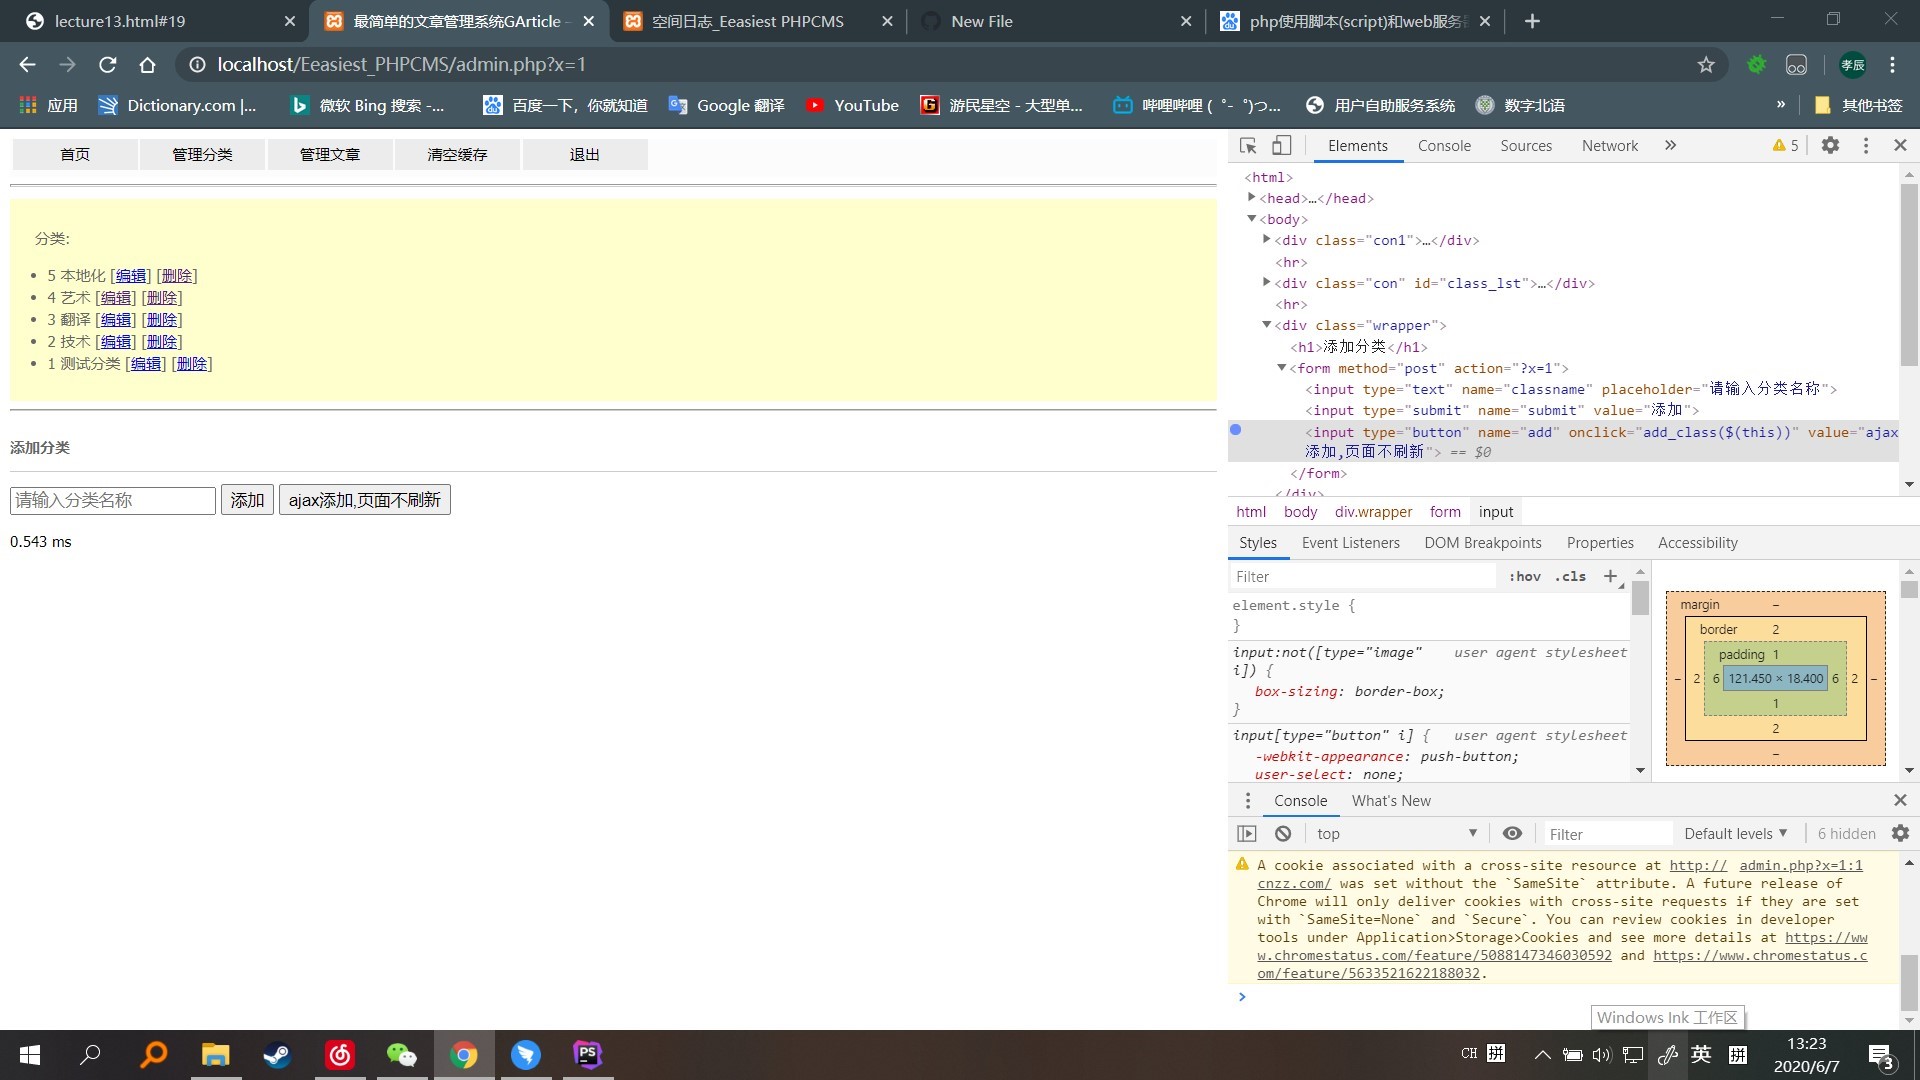 lecture13.html#19
最简单的文章管理系统GArticle -
空间日志_Eeasiest PHPCMS
New File
php使用脚本(script)和web服务
localhost/Eeasiest_PHPCMS/admin.php?x=1
孝辰
应用
Dictionary.com |...
微软 Bing 搜索 -...
百度一下，你就知道
Google 翻译
YouTube
游民星空 - 大型单...
哔哩哔哩 (゜-゜)つ...
用户自助服务系统
数字北语
»
其他书签
首页 管理分类 管理文章 清空缓存 退出
分类:
5 本地化 [编辑] [删除]
4 艺术 [编辑] [删除]
3 翻译 [编辑] [删除]
2 技术 [编辑] [删除]
1 测试分类 [编辑] [删除]
添加分类
请输入分类名称 添加 ajax添加,页面不刷新
0.543 ms
Elements Console Sources Network » 5
<html>
<head>…</head>
<body>
<div class="con1">…</div>
<hr>
<div class="con" id="class_lst">…</div>
<hr>
<div class="wrapper">
<h1>添加分类</h1>
<form method="post" action="?x=1">
<input type="text" name="classname" placeholder="请输入分类名称">
<input type="submit" name="submit" value="添加">
<input type="button" name="add" onclick="add_class($(this))" value="ajax
添加,页面不刷新"> == $0
</form>
</div>
html body div.wrapper form input
Styles Event Listeners DOM Breakpoints Properties Accessibility
Filter :hov .cls +
element.style {
}
input:not([type="image" user agent stylesheet
i]) {
box-sizing: border-box;
}
input[type="button" i] { user agent stylesheet
-webkit-appearance: push-button;
user-select: none;
margin –
border 2
padding 1
– 2 6 121.450 × 18.400 6 2 –
1
2
–
Console What's New
top Filter Default levels 6 hidden
A cookie associated with a cross-site resource at http:// admin.php?x=1:1
cnzz.com/ was set without the `SameSite` attribute. A future release of
Chrome will only deliver cookies with cross-site requests if they are set
with `SameSite=None` and `Secure`. You can review cookies in developer
tools under Application>Storage>Cookies and see more details at https://ww
w.chromestatus.com/feature/5088147346030592 and https://www.chromestatus.c
om/feature/5633521622188032.
Windows Ink 工作区
PS
CH 拼 英 拼
13:23
2020/6/7
3